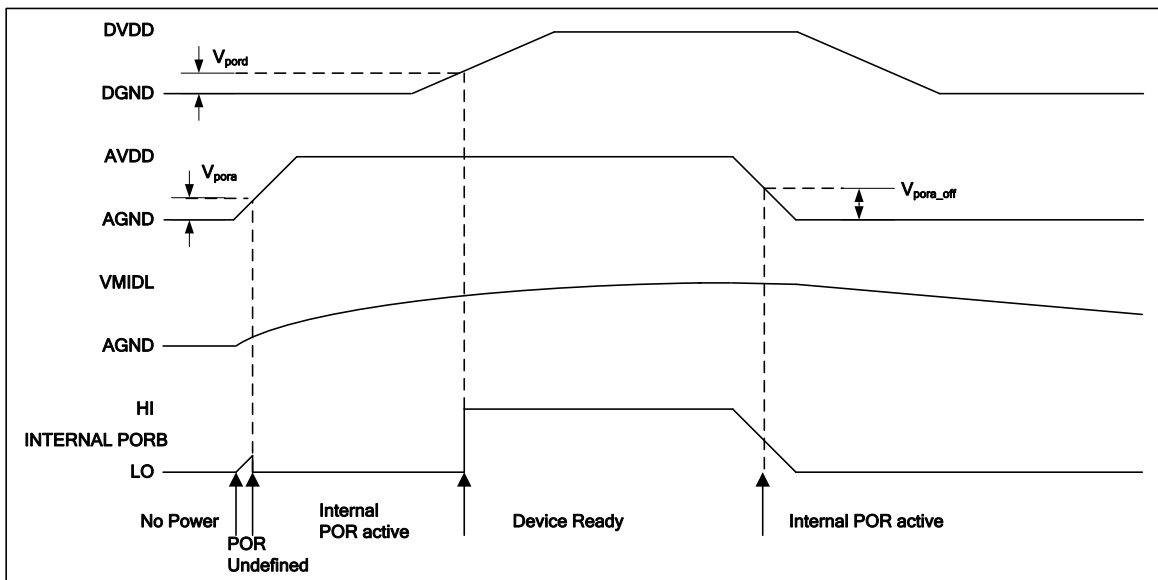 DVDD
Vpord
DGND
AVDD
Vpora
Vpora_off
AGND
VMIDL
AGND
HI
INTERNAL PORB
LO
No Power
POR
Undefined
Internal
POR active
Device Ready
Internal POR active